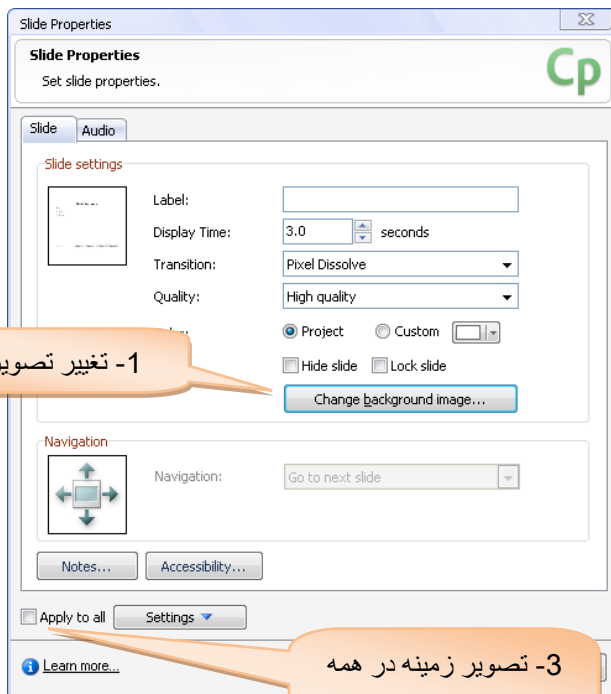 Slide Properties
Slide Properties
Set slide properties.
Cp
Slide
Audio
Slide settings
Label:
Display Time: 3.0 seconds
Transition: Pixel Dissolve
Quality: High quality
Project Custom
1- تغییر تصویر
Hide slide Lock slide
Change background image...
Navigation
Navigation: Go to next slide
Notes... Accessibility...
Apply to all Settings
3- تصویر زمینه در همه
Learn more...